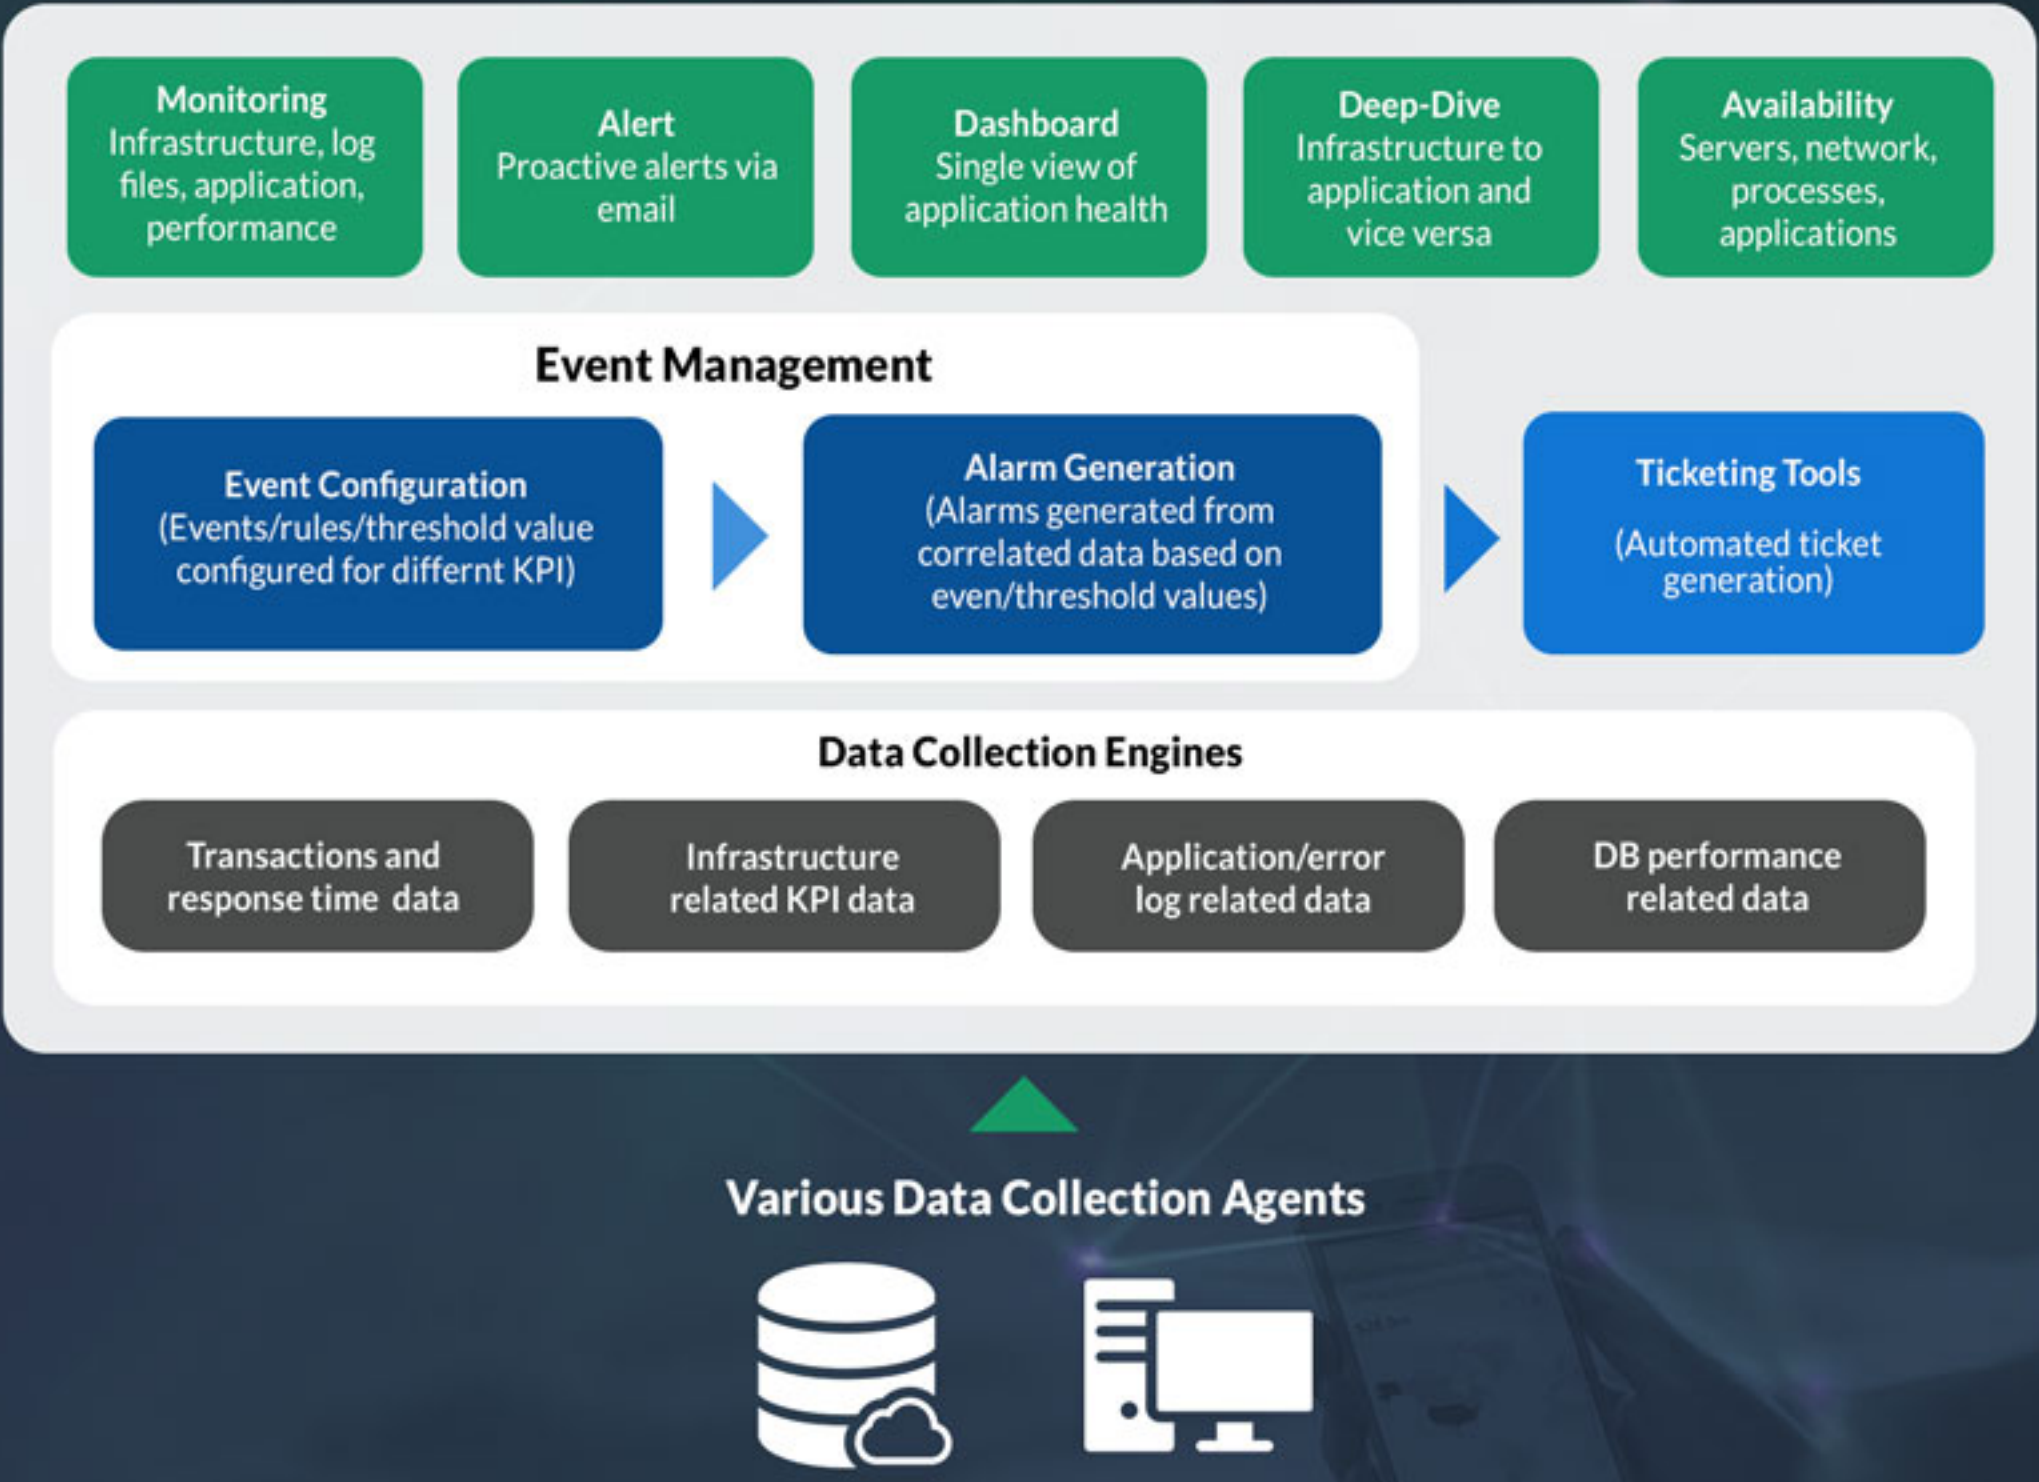 Monitoring
Infrastructure, log
files, application,
performance
Alert
Proactive alerts via
email
Dashboard
Single view of
application health
Deep-Dive
Infrastructure to
application and
vice versa
Availability
Servers, network,
processes,
applications
Event Management
Event Configuration
(Events/rules/threshold value
configured for differnt KPI)
Alarm Generation
(Alarms generated from
correlated data based on
even/threshold values)
Ticketing Tools
(Automated ticket
generation)
Data Collection Engines
Transactions and
response time data
Infrastructure
related KPI data
Application/error
log related data
DB performance
related data
Various Data Collection Agents